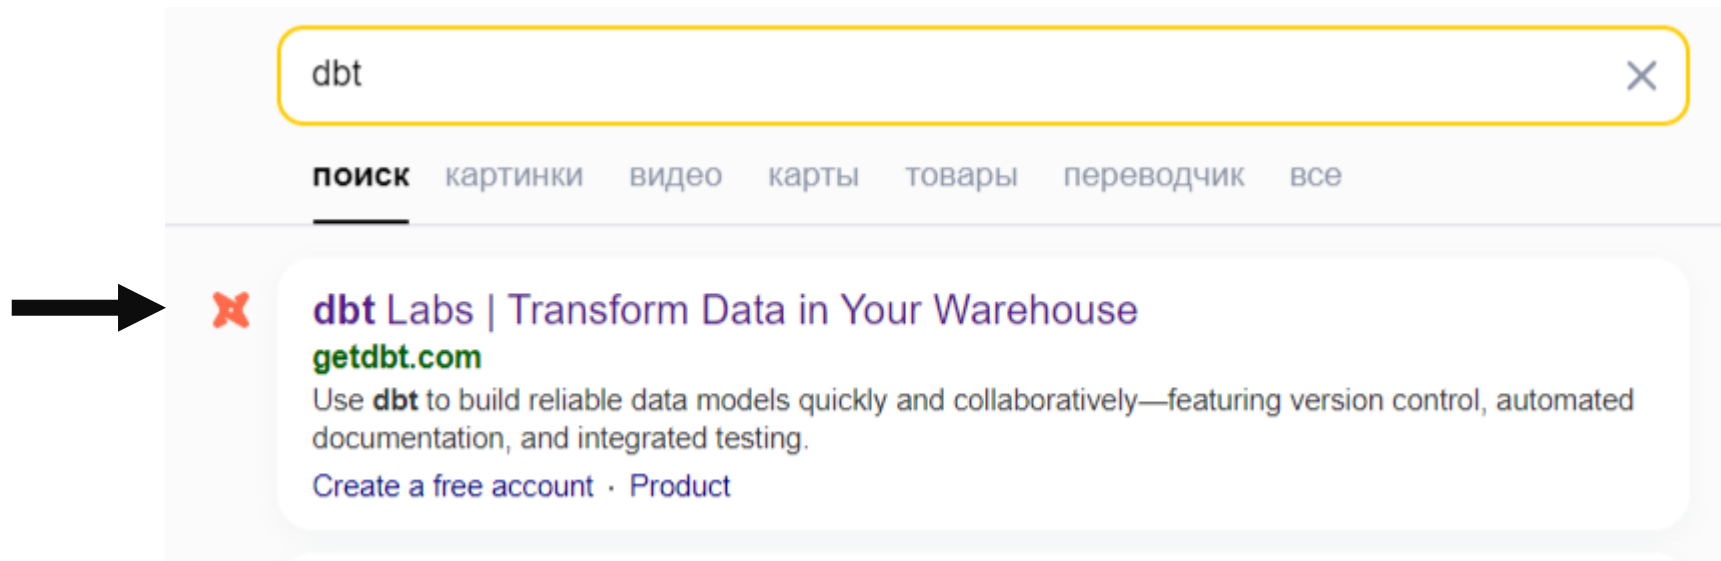 dbt
поиск картинки видео карты товары переводчик все
dbt Labs | Transform Data in Your Warehouse
getdbt.com
Use dbt to build reliable data models quickly and collaboratively—featuring version control, automated
documentation, and integrated testing.
Create a free account · Product